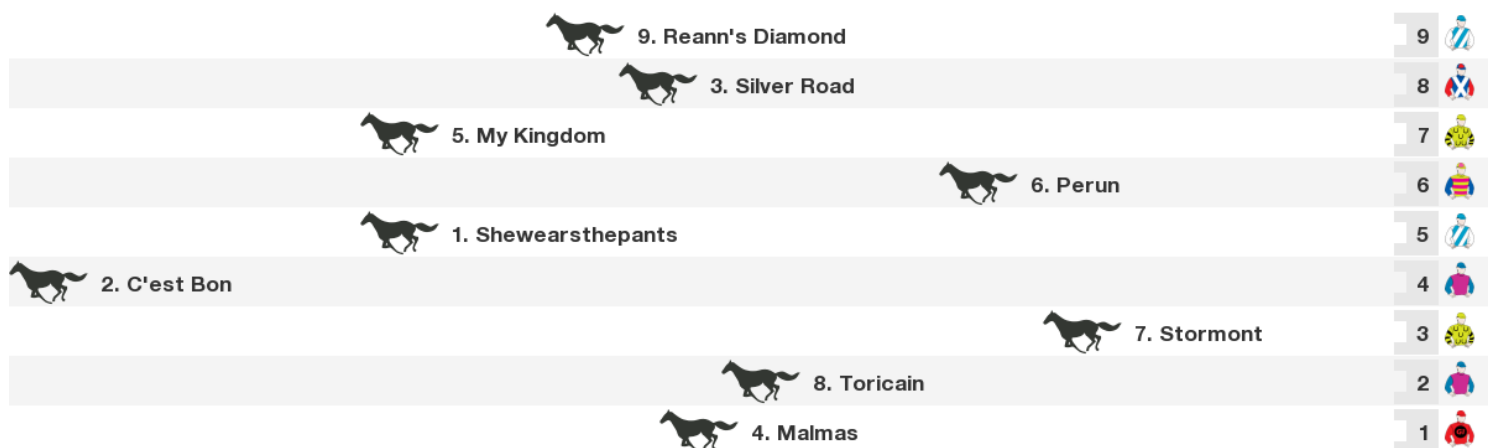 9. Reann's Diamond 9
3. Silver Road 8
5. My Kingdom 7
6. Perun 6
1. Shewearsthepants 5
2. C'est Bon 4
7. Stormont 3
8. Toricain 2
4. Malmas 1